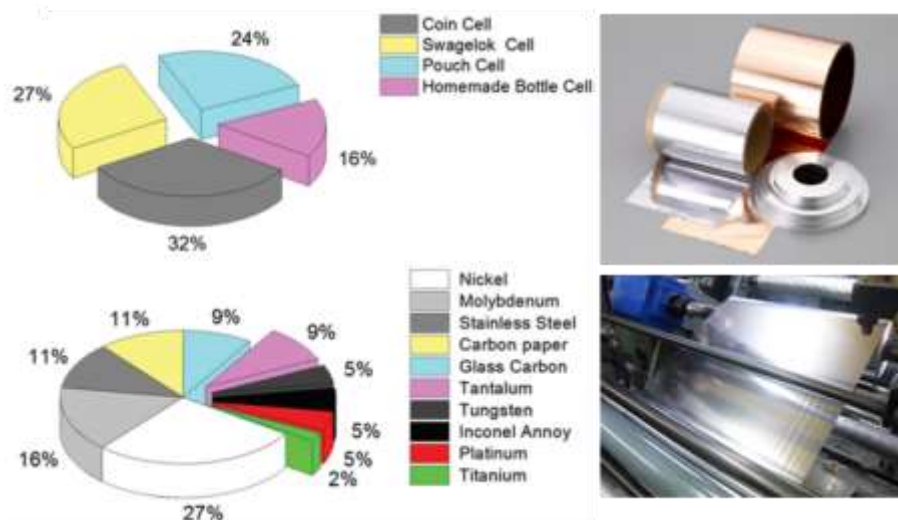 24%
27%
16%
32%
Coin Cell
Swagelok Cell
Pouch Cell
Homemade Bottle Cell
11%
9%
9%
11%
5%
5%
5%
16%
2%
27%
Nickel
Molybdenum
Stainless Steel
Carbon paper
Glass Carbon
Tantalum
Tungsten
Inconel Annoy
Platinum
Titanium